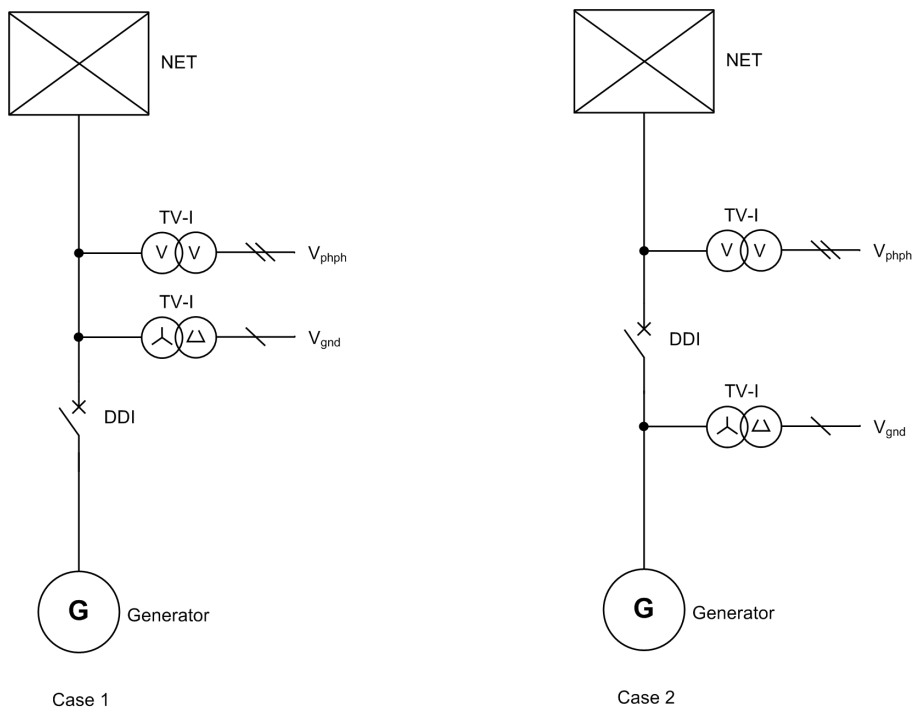 NET
TV-I
V V
Vphph
TV-I
Vgnd
DDI
G
Generator
Case 1
NET
TV-I
V V
Vphph
DDI
TV-I
Vgnd
G
Generator
Case 2